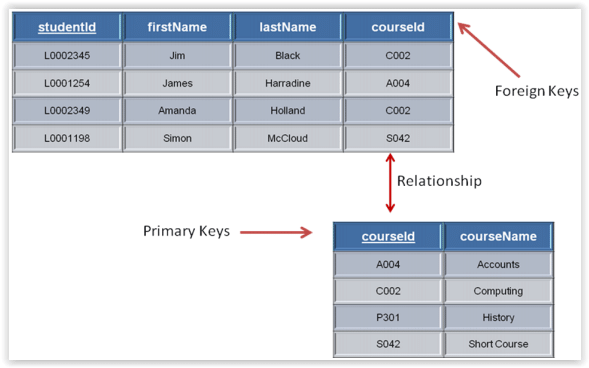 studentId firstName lastName courseId
L0002345 Jim Black C002
L0001254 James Harradine A004
L0002349 Amanda Holland C002
L0001198 Simon McCloud S042
Foreign Keys
Relationship
Primary Keys
courseId courseName
A004 Accounts
C002 Computing
P301 History
S042 Short Course